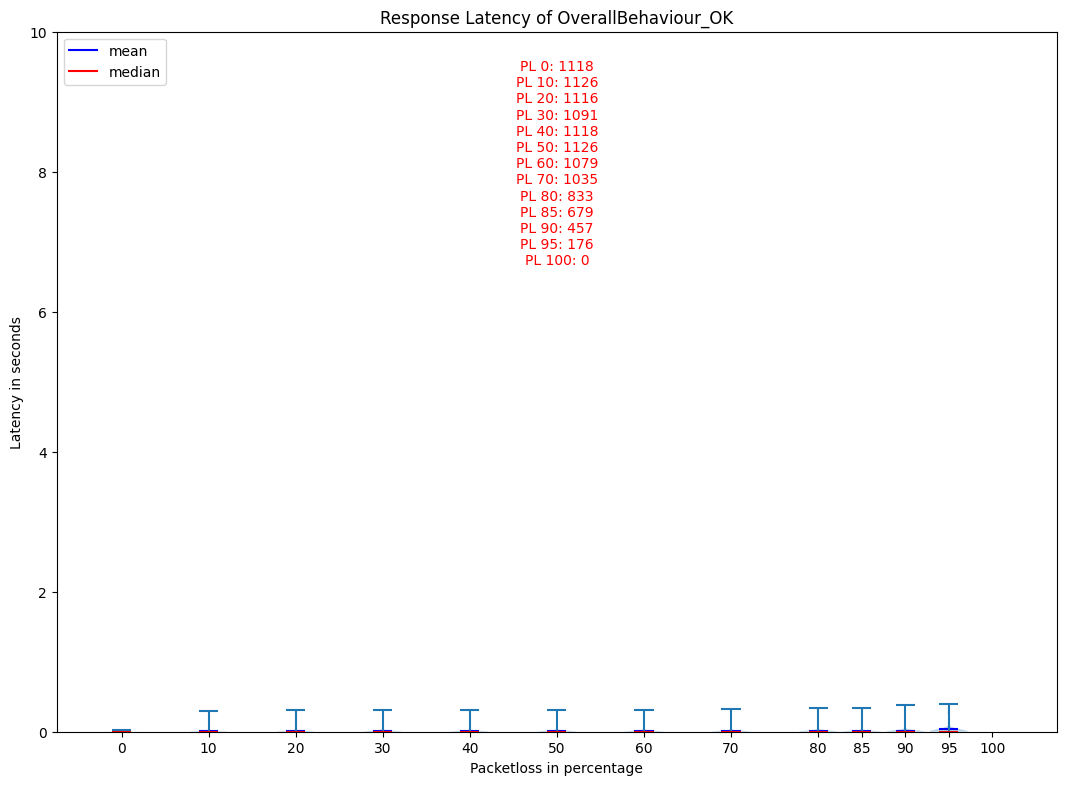 Response Latency of OverallBehaviour_OK
mean
median
PL 0: 1118
PL 10: 1126
PL 20: 1116
PL 30: 1091
PL 40: 1118
PL 50: 1126
PL 60: 1079
PL 70: 1035
PL 80: 833
PL 85: 679
PL 90: 457
PL 95: 176
PL 100: 0
Latency in seconds
10
8
6
4
2
0
0 10 20 30 40 50 60 70 80 85 90 95 100
Packetloss in percentage